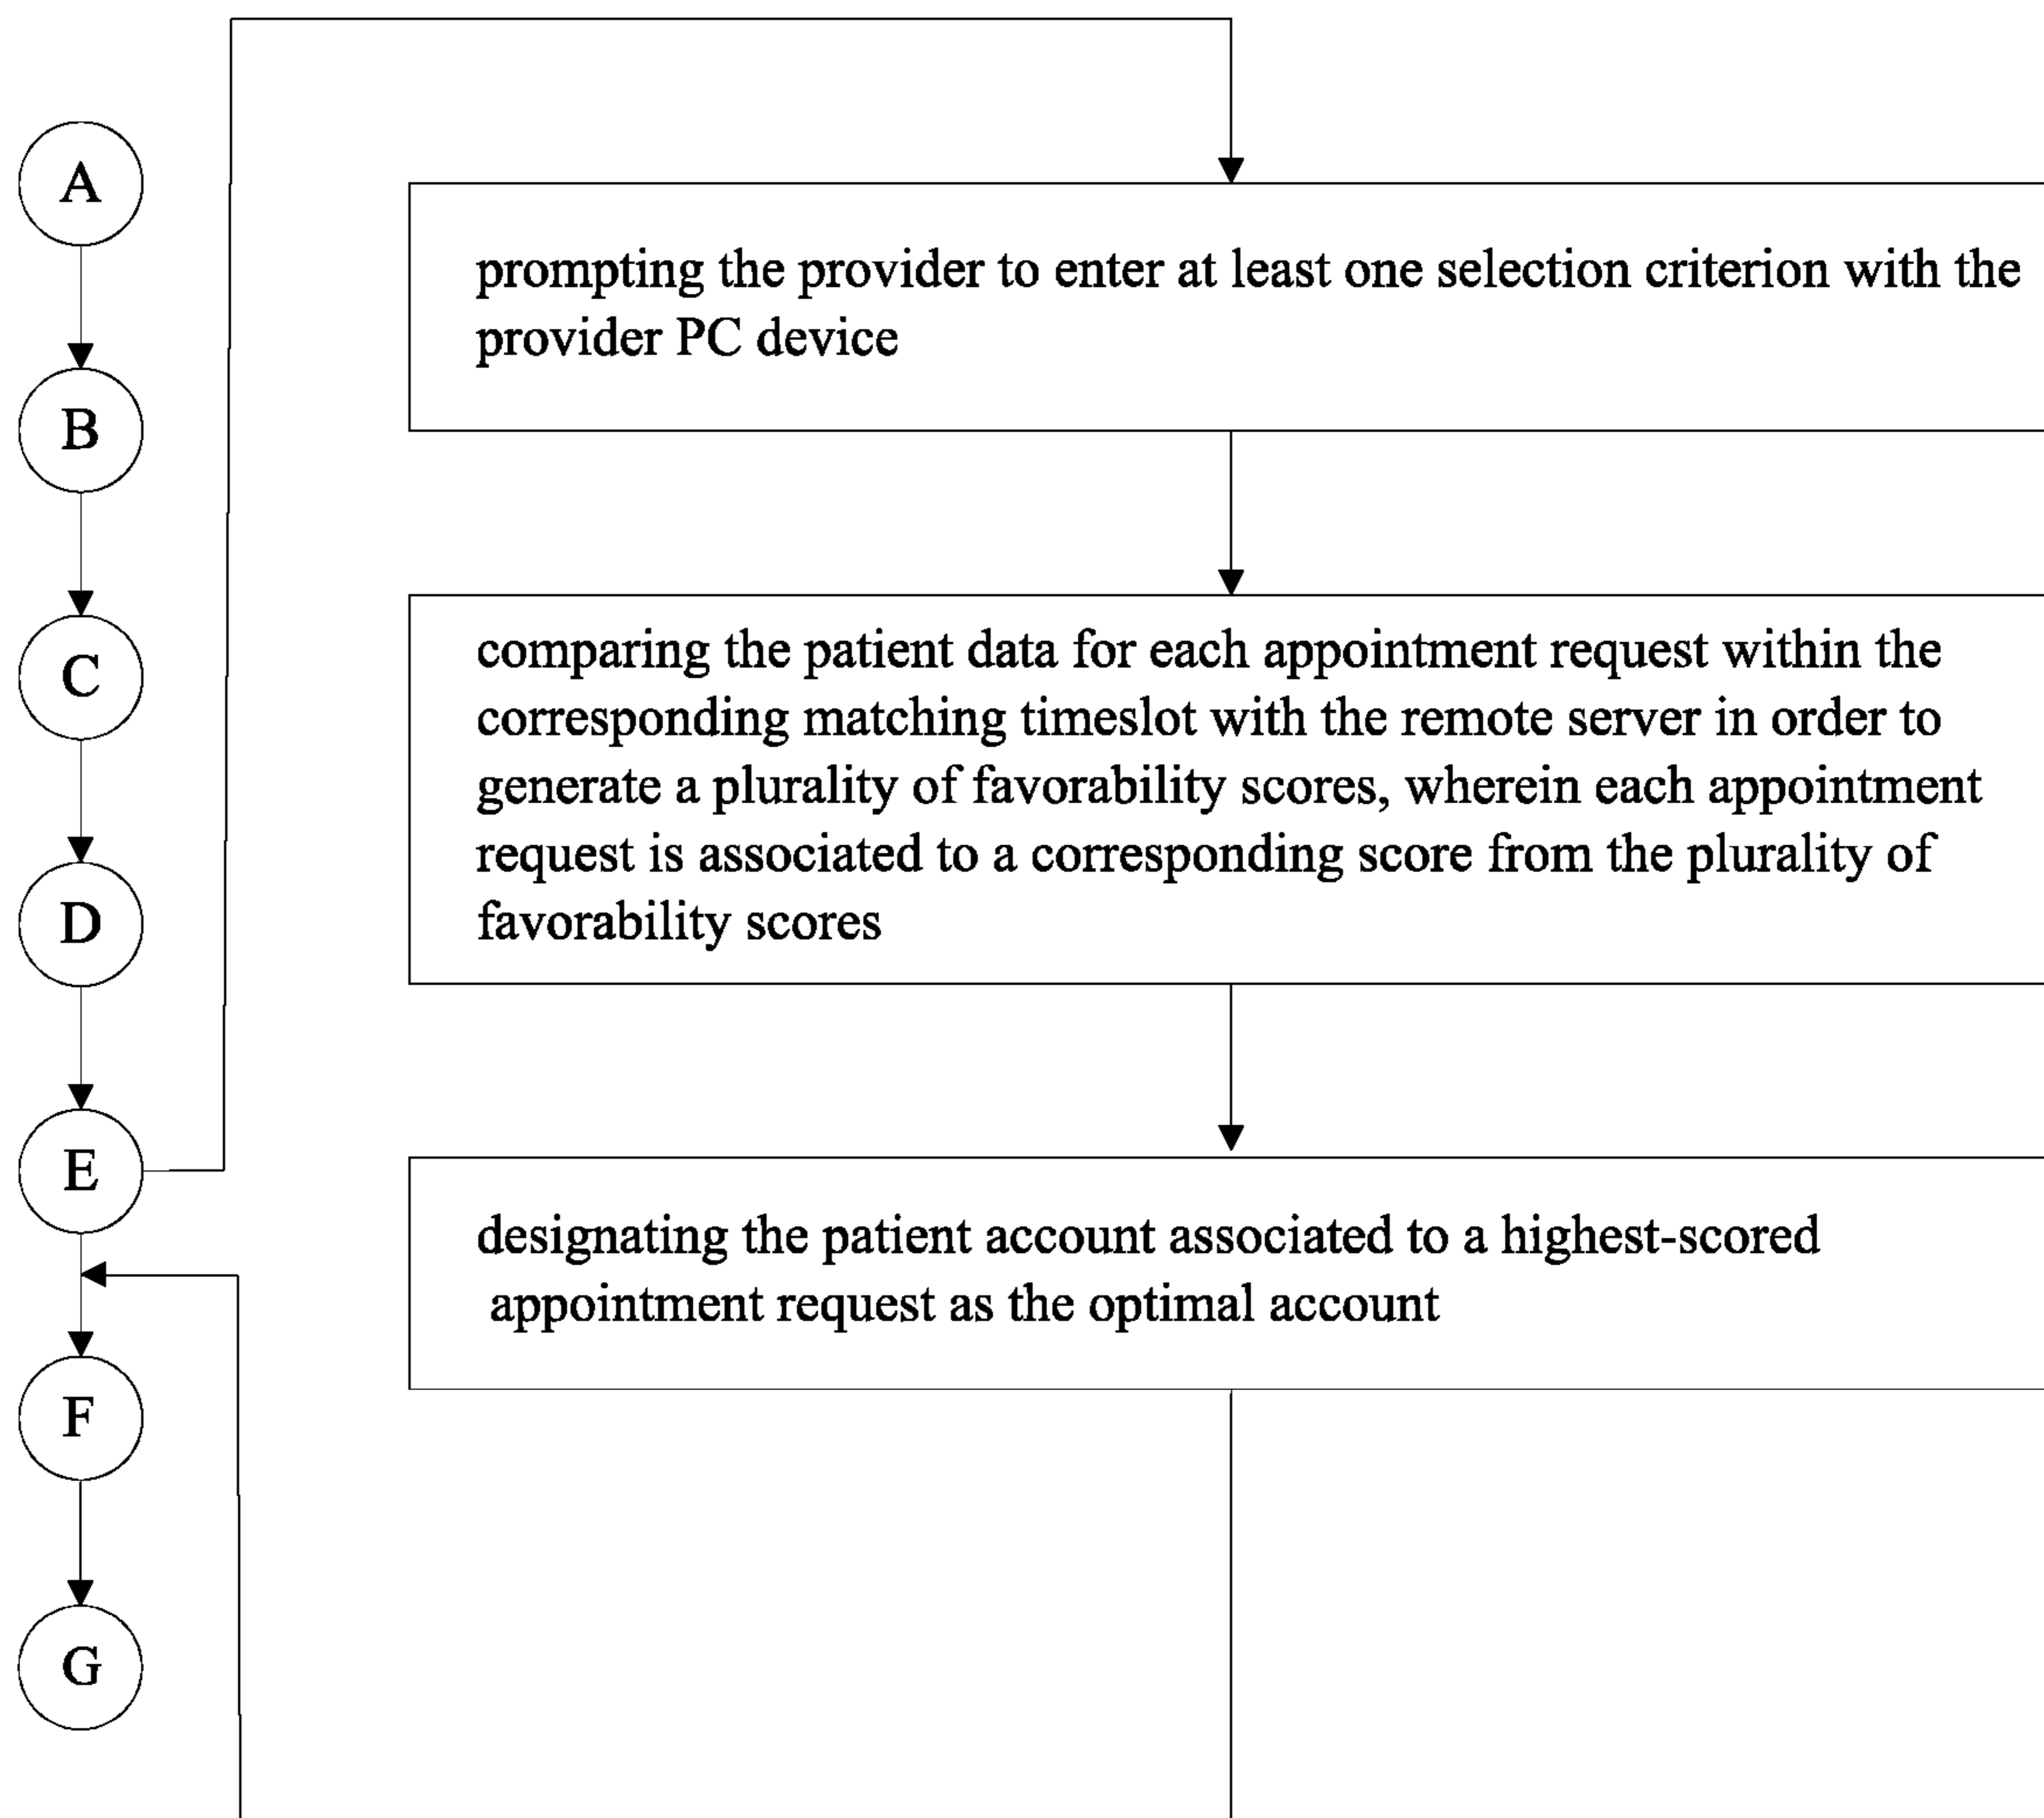 A
B
C
D
E
F
G
prompting the provider to enter at least one selection criterion with the
provider PC device
comparing the patient data for each appointment request within the
corresponding matching timeslot with the remote server in order to
generate a plurality of favorability scores, wherein each appointment
request is associated to a corresponding score from the plurality of
favorability scores
designating the patient account associated to a highest-scored
appointment request as the optimal account